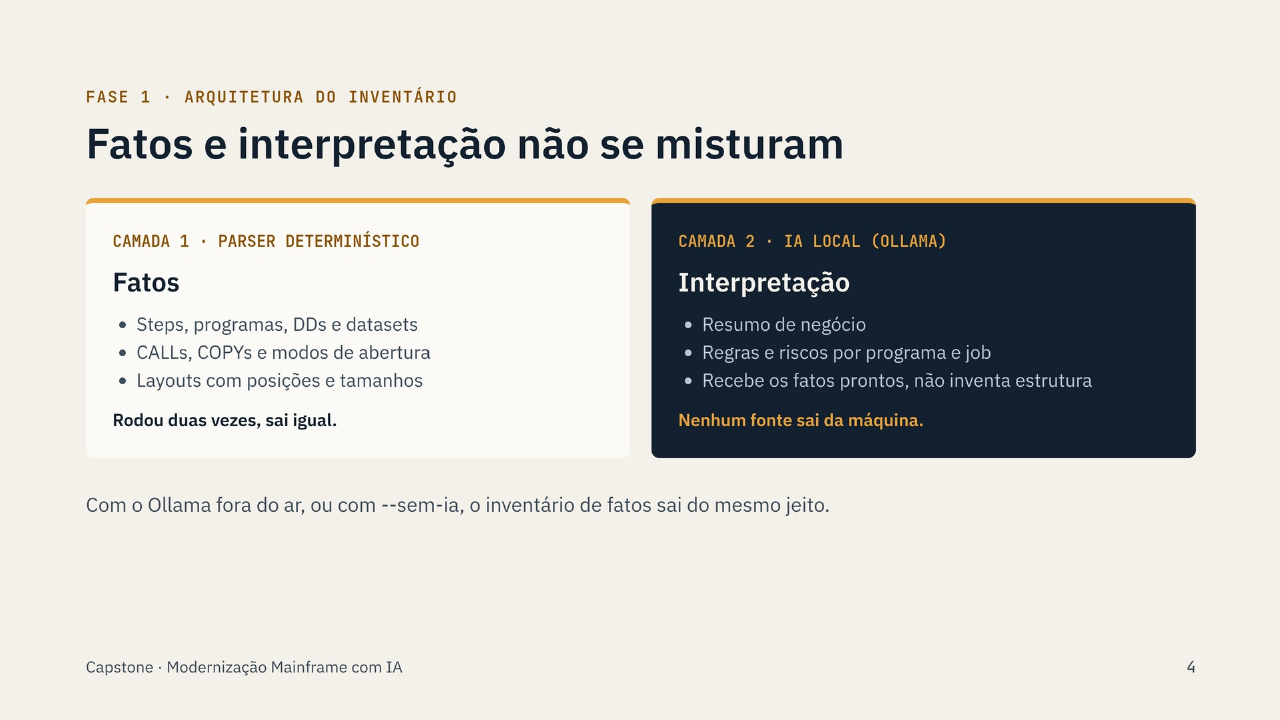 FASE 1 · ARQUITETURA DO INVENTÁRIO
Fatos e interpretação não se misturam
CAMADA 1 · PARSER DETERMINÍSTICO
Fatos
• Steps, programas, DDs e datasets
• CALLs, COPYs e modos de abertura
• Layouts com posições e tamanhos
Rodou duas vezes, sai igual.
CAMADA 2 · IA LOCAL (OLLAMA)
Interpretação
• Resumo de negócio
• Regras e riscos por programa e job
• Recebe os fatos prontos, não inventa estrutura
Nenhum fonte sai da máquina.
Com o Ollama fora do ar, ou com --sem-ia, o inventário de fatos sai do mesmo jeito.
Capstone · Modernização Mainframe com IA
4